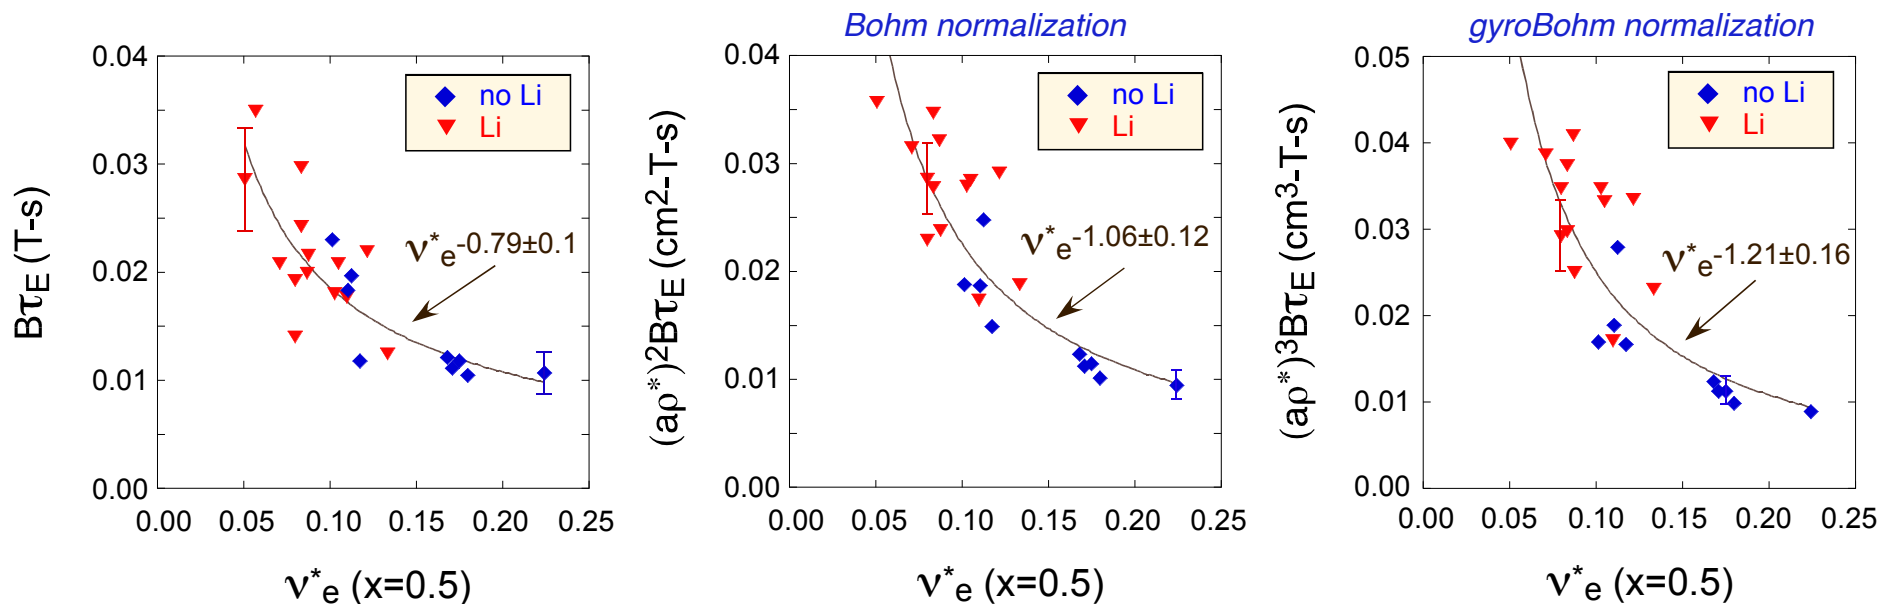 Bohm normalization
gyroBohm normalization
0.04
0.03
0.02
0.01
0.00
0.00 0.05 0.10 0.15 0.20 0.25
Bτ_E (T-s)
ν*_e (x=0.5)
no Li
Li
ν*_e^-0.79±0.1
0.04
0.03
0.02
0.01
0.00
0.00 0.05 0.10 0.15 0.20 0.25
(aρ*)^2Bτ_E (cm^2-T-s)
ν*_e (x=0.5)
no Li
Li
ν*_e^-1.06±0.12
0.05
0.04
0.03
0.02
0.01
0.00
0.00 0.05 0.10 0.15 0.20 0.25
(aρ*)^3Bτ_E (cm^3-T-s)
ν*_e (x=0.5)
no Li
Li
ν*_e^-1.21±0.16